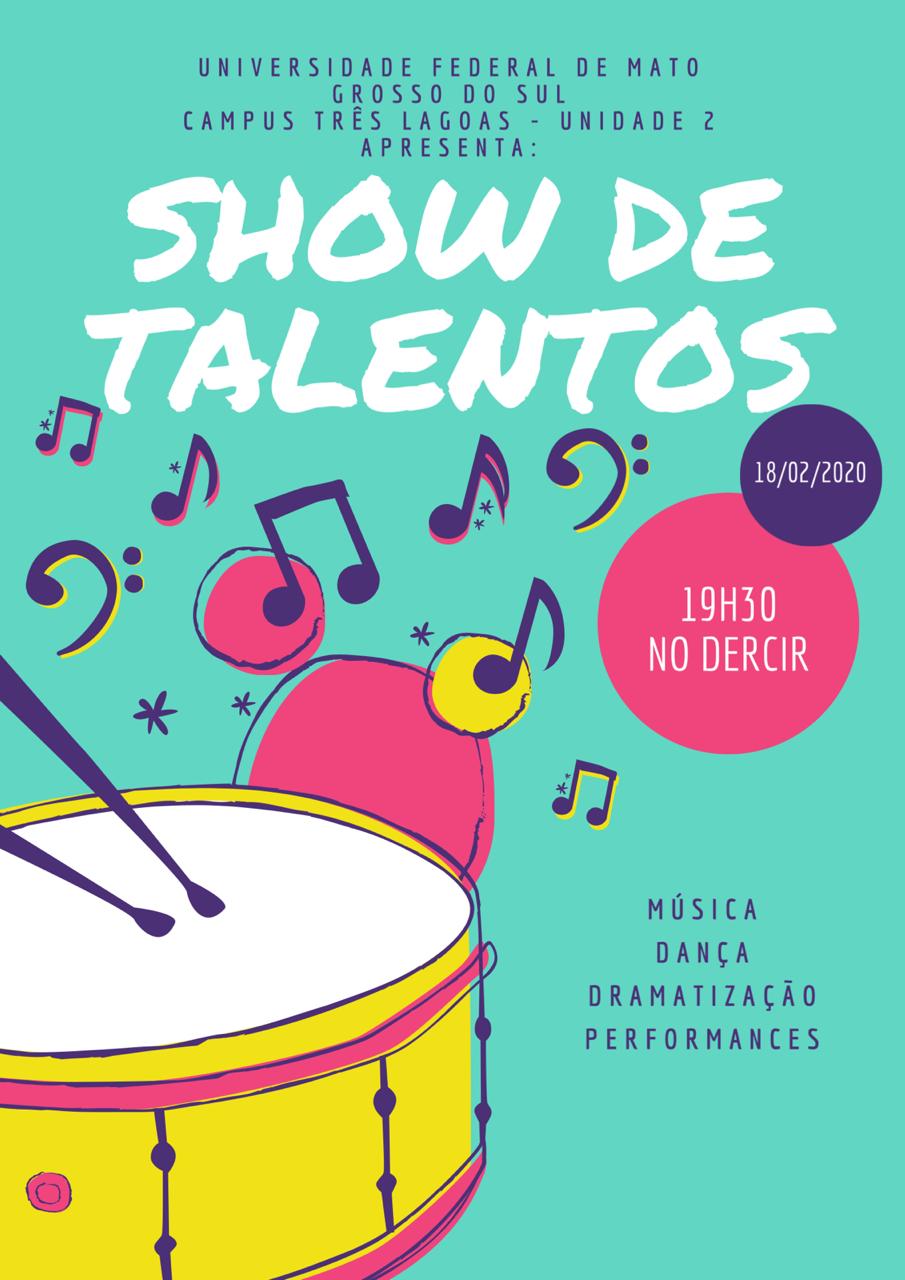 UNIVERSIDADE FEDERAL DE MATO
GROSSO DO SUL
CAMPUS TRÊS LAGOAS - UNIDADE 2
APRESENTA:
SHOW DE
TALENTOS
18/02/2020
19H30
NO DERCIR
MÚSICA
DANÇA
DRAMATIZAÇÃO
PERFORMANCES